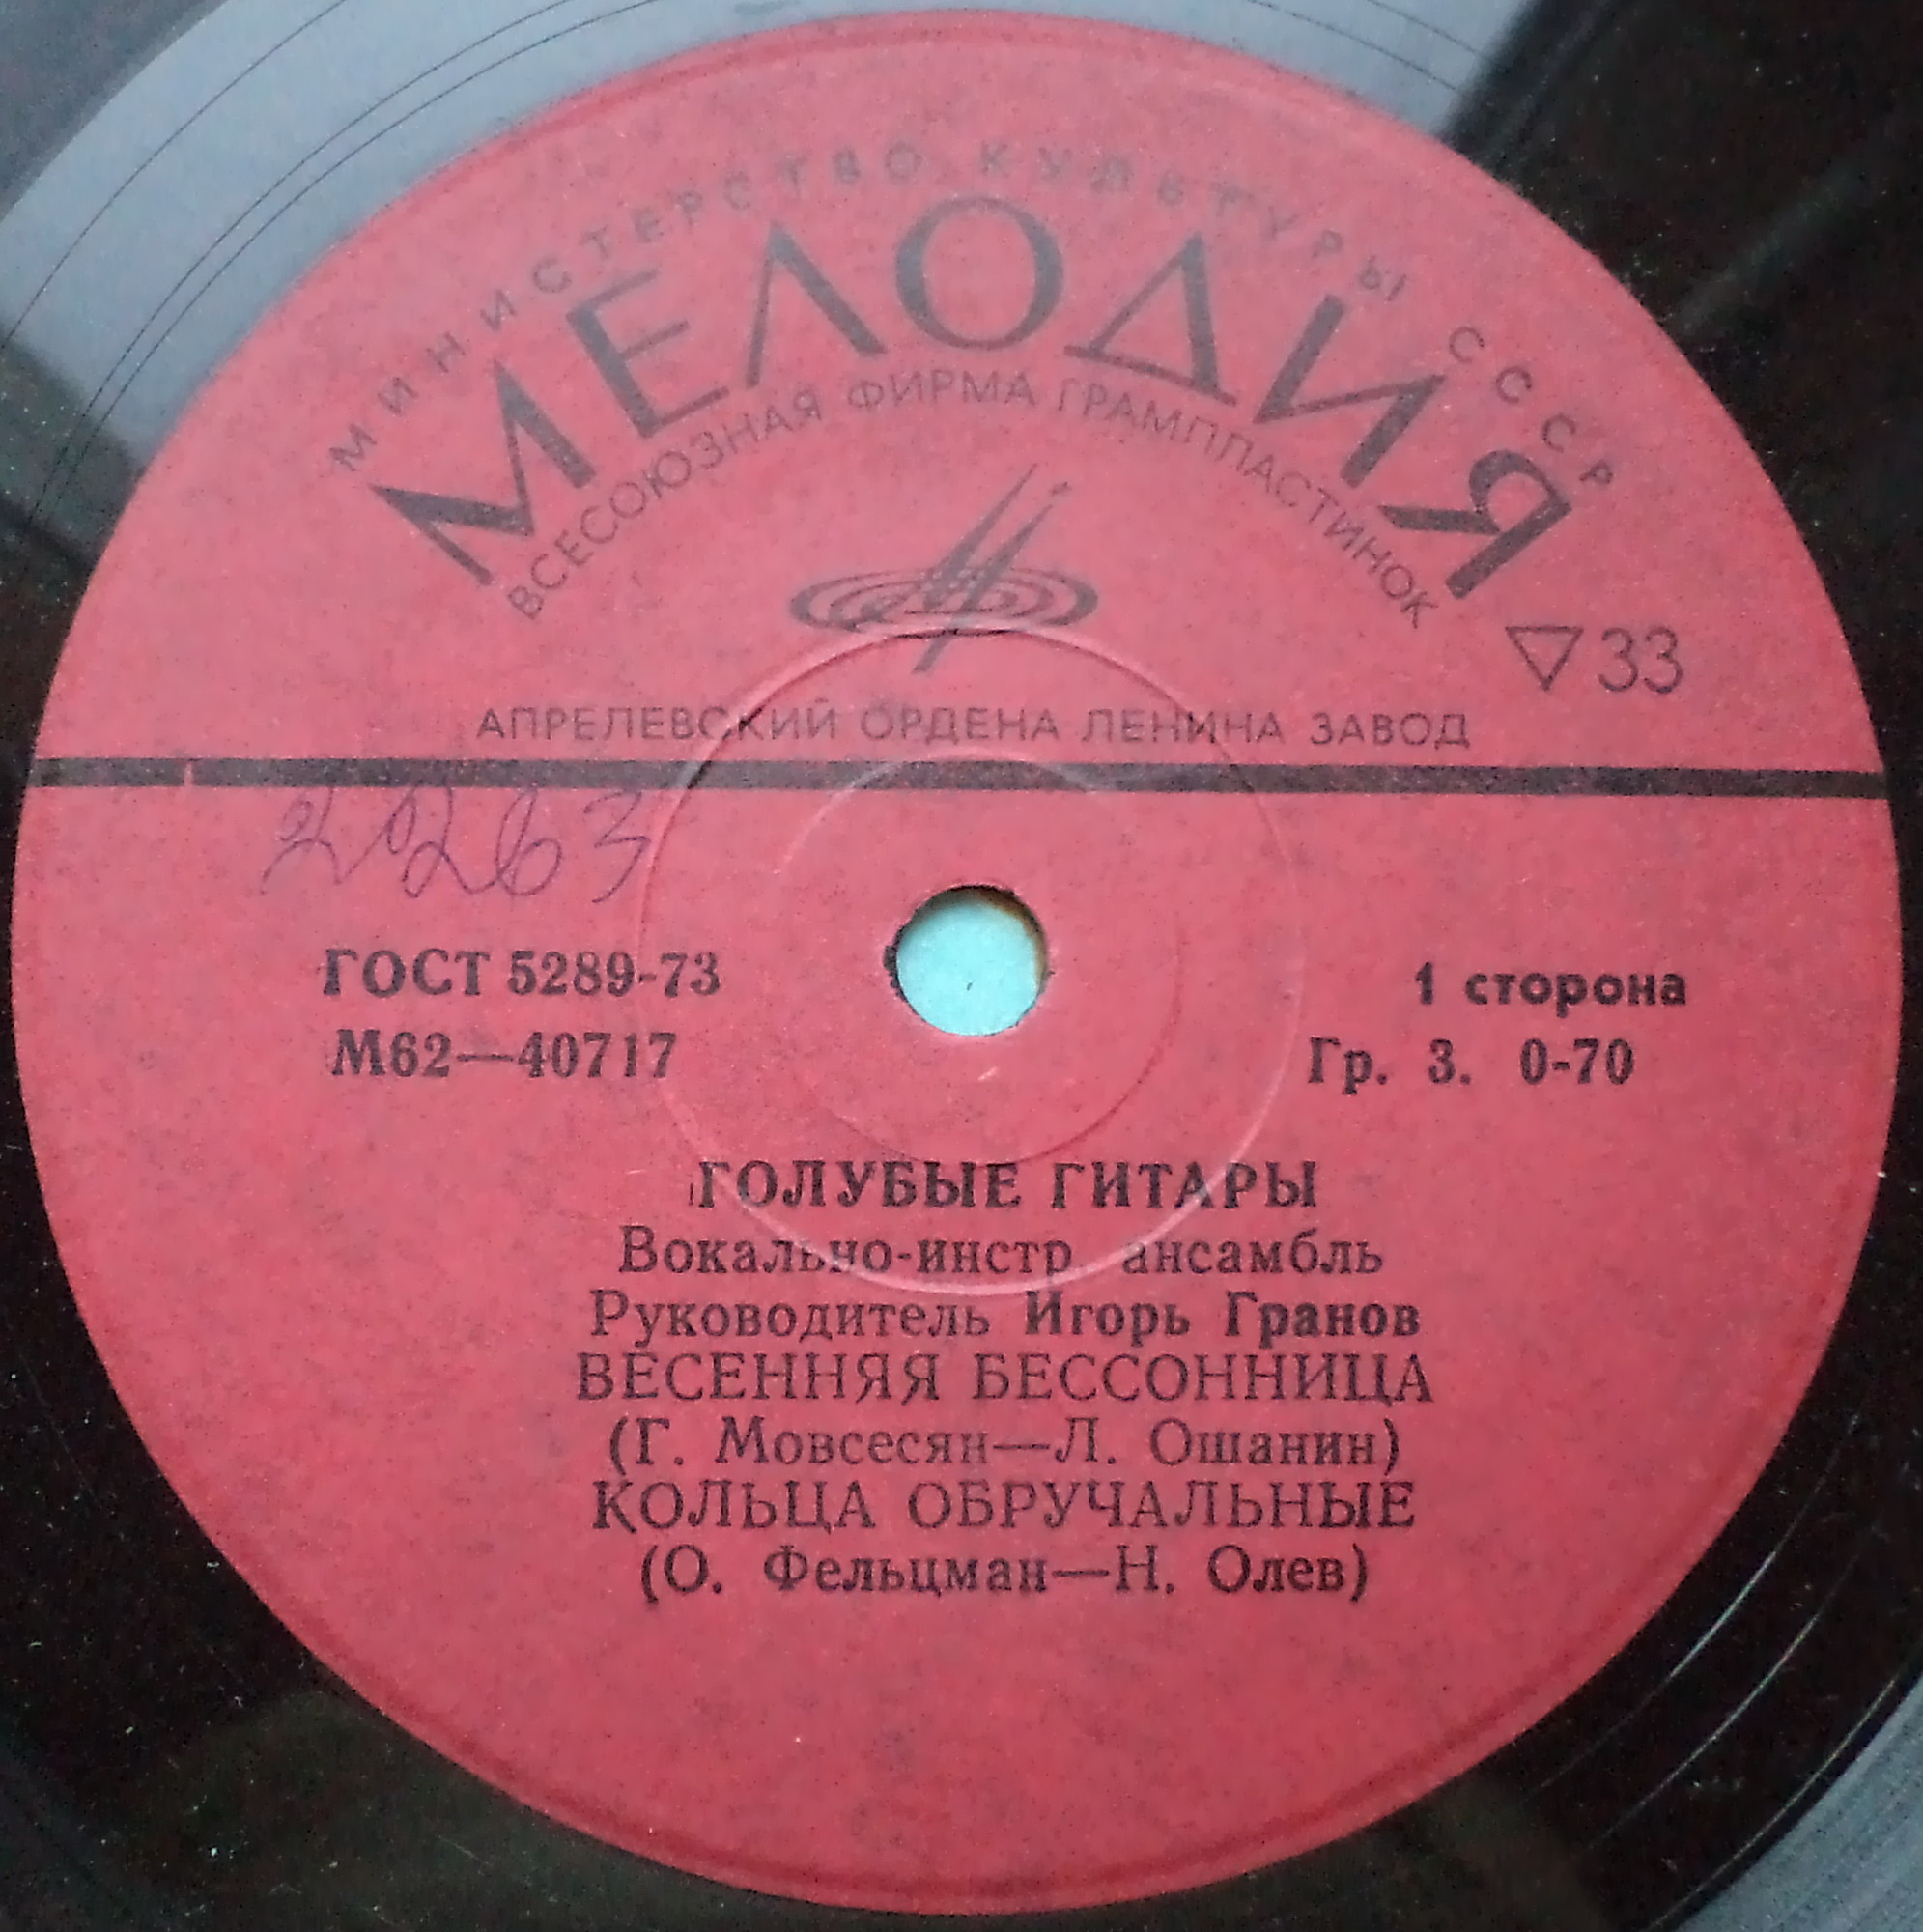 МИНИСТЕРСТВО КУЛЬТУРЫ СССР
МЕЛОДИЯ
ВСЕСОЮЗНАЯ ФИРМА ГРАМПЛАСТИНОК
33
АПРЕЛЕВСКИЙ ОРДЕНА ЛЕНИНА ЗАВОД
ГОСТ 5289-73
М62—40717
1 сторона
Гр. 3. 0-70
ГОЛУБЫЕ ГИТАРЫ
Вокально-инстр ансамбль
Руководитель Игорь Гранов
ВЕСЕННЯЯ БЕССОННИЦА
(Г. Мовсесян—Л. Ошанин)
КОЛЬЦА ОБРУЧАЛЬНЫЕ
(О. Фельцман—Н. Олев)